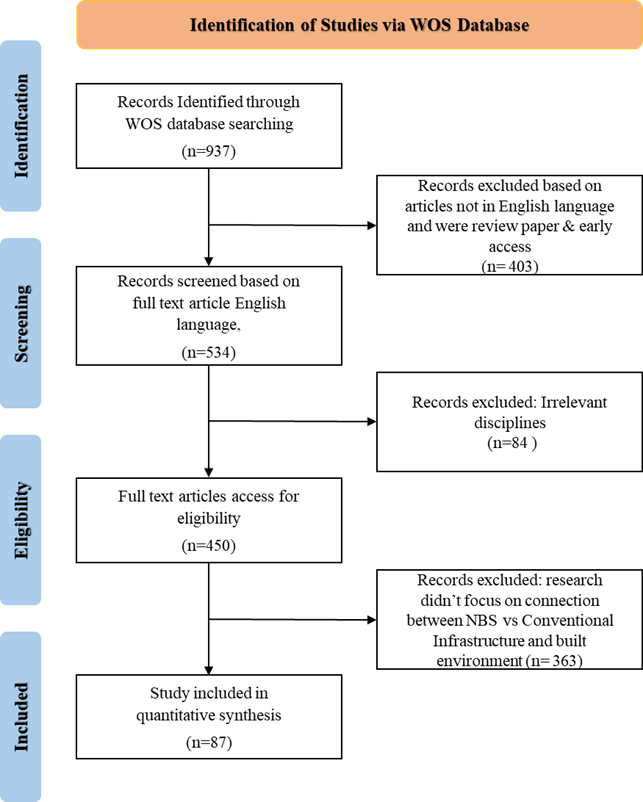 Identification of Studies via WOS Database
Identification
Records Identified through
WOS database searching
(n=937)
Records excluded based on
articles not in English language
and were review paper & early
access
(n= 403)
Screening
Records screened based on
full text article English
language,
(n=534)
Records excluded: Irrelevant
disciplines
(n=84 )
Eligibility
Full text articles access for
eligibility
(n=450)
Records excluded: research
didn’t focus on connection
between NBS vs Conventional
Infrastructure and built
environment (n= 363)
Included
Study included in
quantitative synthesis
(n=87)